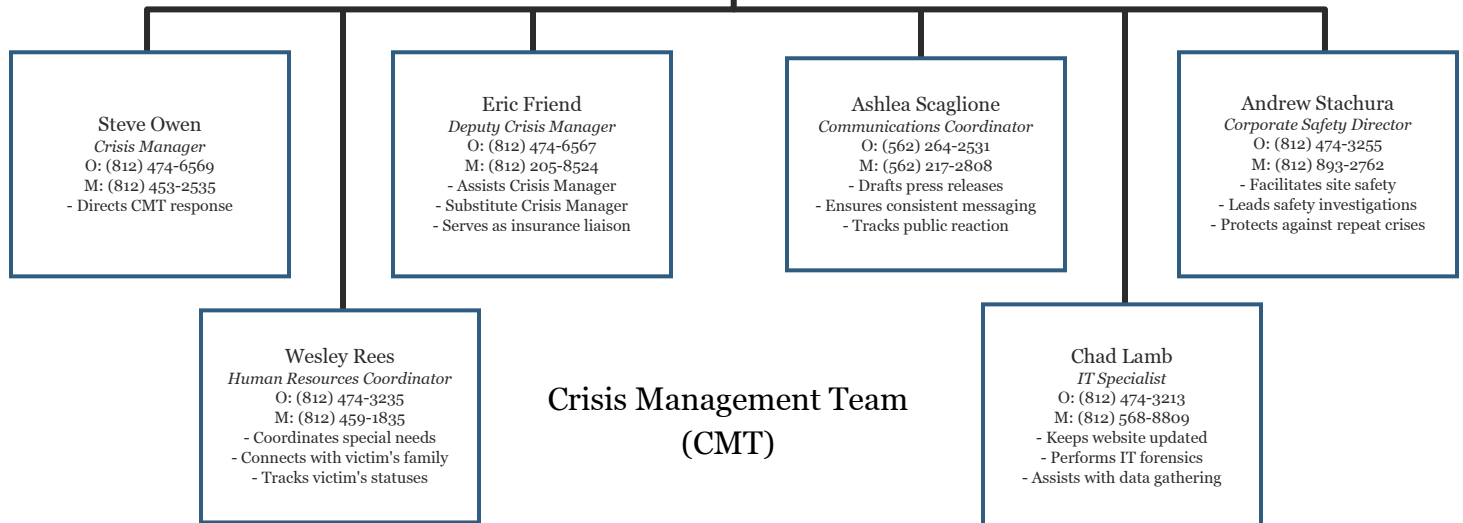 Steve Owen
Crisis Manager
O: (812) 474-6569
M: (812) 453-2535
- Directs CMT response
Eric Friend
Deputy Crisis Manager
O: (812) 474-6567
M: (812) 205-8524
- Assists Crisis Manager
- Substitute Crisis Manager
- Serves as insurance liaison
Ashlea Scaglione
Communications Coordinator
O: (562) 264-2531
M: (562) 217-2808
- Drafts press releases
- Ensures consistent messaging
- Tracks public reaction
Andrew Stachura
Corporate Safety Director
O: (812) 474-3255
M: (812) 893-2762
- Facilitates site safety
- Leads safety investigations
- Protects against repeat crises
Wesley Rees
Human Resources Coordinator
O: (812) 474-3235
M: (812) 459-1835
- Coordinates special needs
- Connects with victim's family
- Tracks victim's statuses
Crisis Management Team
(CMT)
Chad Lamb
IT Specialist
O: (812) 474-3213
M: (812) 568-8809
- Keeps website updated
- Performs IT forensics
- Assists with data gathering